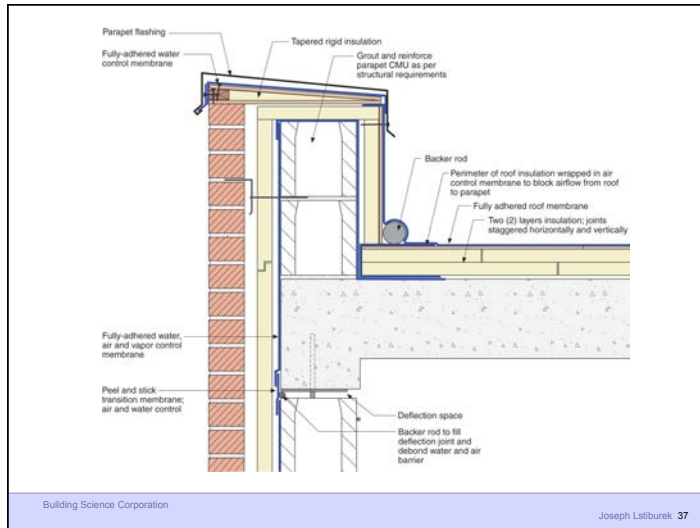 Parapet flashing
Fully-adhered water
control membrane
Tapered rigid insulation
Grout and reinforce
parapet CMU as per
structural requirements
Backer rod
Perimeter of roof insulation wrapped in air
control membrane to block airflow from roof
to parapet
Fully adhered roof membrane
Two (2) layers insulation; joints
staggered horizontally and vertically
Fully-adhered water,
air and vapor control
membrane
Peel and stick
transition membrane;
air and water control
Deflection space
Backer rod to fill
deflection joint and
debond water and air
barrier
Building Science Corporation
Joseph Lstiburek 37